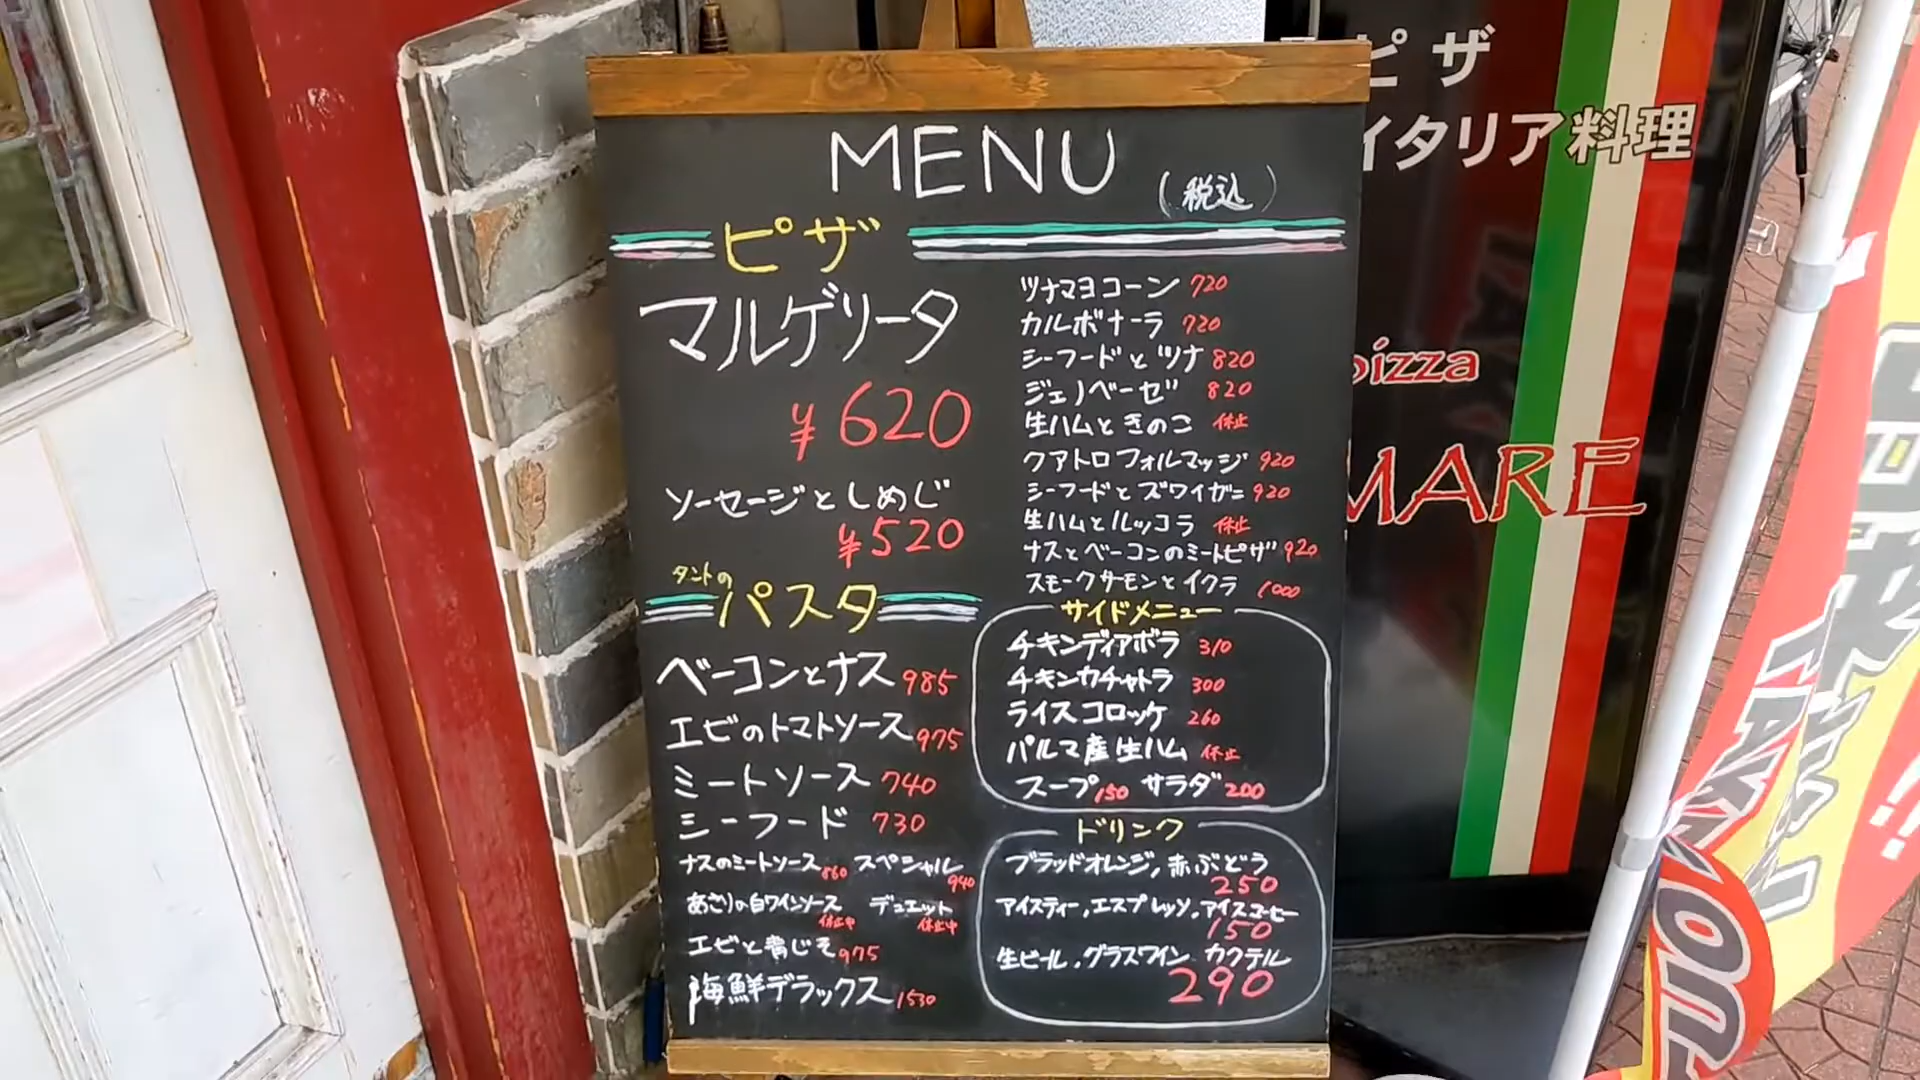 MENU
(税込)
ピザ
マルゲリータ
¥620
ソーセージとしめじ
¥520
ツナマヨコーン 720
カルボナーラ 720
シーフードとツナ 820
ジェノベーゼ 820
生ハムときのこ 休止
クアトロフォルマッジ 920
シーフードとズワイガニ 920
生ハムとルッコラ 休止
ナスとベーコンのミートピザ 920
スモークサーモンとイクラ 1000
タントの
パスタ
ベーコンとナス 985
エビのトマトソース 975
ミートソース 740
シーフード 730
ナスのミートソース 860 スペシャル 940
あさりの白ワインソース 休止中 デュエット 休止中
エビと青じそ 975
海鮮デラックス 1530
サイドメニュー
チキンディアボラ 310
チキンカチャトラ 300
ライスコロッケ 260
パルマ産生ハム 休止
スープ 150 サラダ 200
ドリンク
ブラッドオレンジ, 赤ぶどう
250
アイスティー, エスプレッソ, アイスコーヒー
150
生ビール, グラスワイン カクテル
290
ピザ
イタリア料理
pizza
MARE